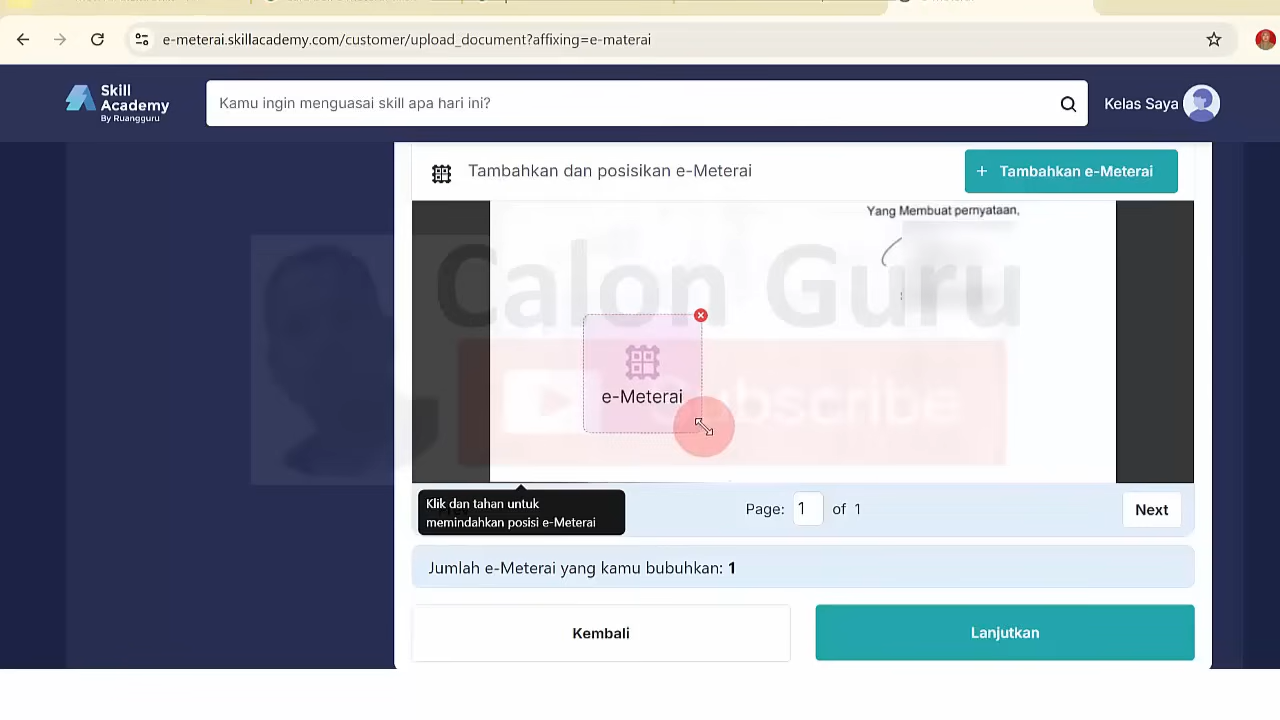 e-meterai.skillacademy.com/customer/upload_document?affixing=e-materai
Skill
Academy
By Ruangguru
Kamu ingin menguasai skill apa hari ini?
Kelas Saya
Tambahkan dan posisikan e-Meterai
+ Tambahkan e-Meterai
Yang Membuat pernyataan,
Calon Guru
Subscribe
e-Meterai
Klik dan tahan untuk
memindahkan posisi e-Meterai
Page: 1 of 1
Next
Jumlah e-Meterai yang kamu bubuhkan: 1
Kembali
Lanjutkan